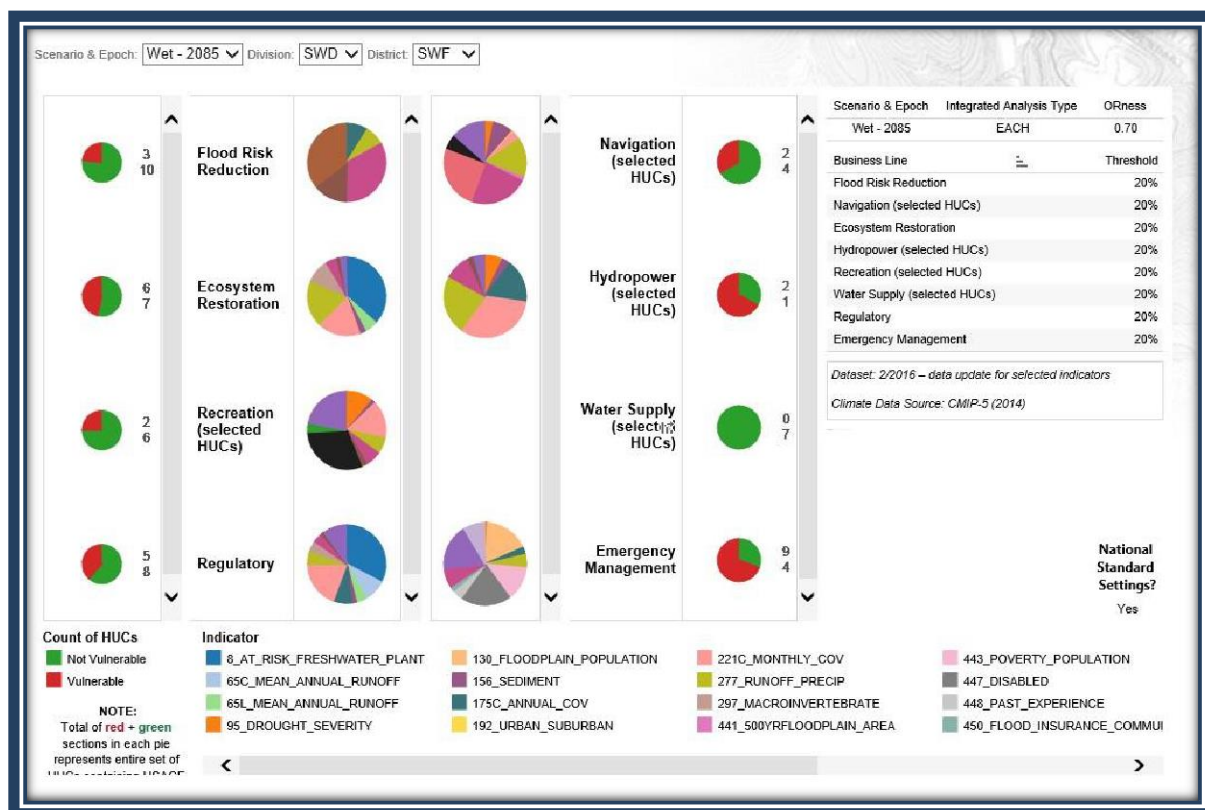 Scenario & Epoch: Wet - 2085 Division: SWD District: SWF
3
10
Flood Risk
Reduction
Navigation
(selected
HUCs)
2
4
6
7
Ecosystem
Restoration
Hydropower
(selected
HUCs)
2
1
2
6
Recreation
(selected
HUCs)
Water Supply
HUCs)
0
7
5
8
Regulatory
Emergency
Management
9
4
Scenario & Epoch Integrated Analysis Type ORness
Wet - 2085 EACH 0.70
Business Line Threshold
Flood Risk Reduction 20%
Navigation (selected HUCs) 20%
Ecosystem Restoration 20%
Hydropower (selected HUCs) 20%
Recreation (selected HUCs) 20%
Water Supply (selected HUCs) 20%
Regulatory 20%
Emergency Management 20%
Dataset: 2/2016 – data update for selected indicators
Climate Data Source: CMIP-5 (2014)
National
Standard
Settings?
Yes
Count of HUCs
Not Vulnerable
Vulnerable
NOTE:
Total of red + green
sections in each pie
represents entire set of
Indicator
8_AT_RISK_FRESHWATER_PLANT
65C_MEAN_ANNUAL_RUNOFF
65L_MEAN_ANNUAL_RUNOFF
95_DROUGHT_SEVERITY
130_FLOODPLAIN_POPULATION
156_SEDIMENT
175C_ANNUAL_COV
192_URBAN_SUBURBAN
221C_MONTHLY_COV
277_RUNOFF_PRECIP
297_MACROINVERTEBRATE
441_500YRFLOODPLAIN_AREA
443_POVERTY_POPULATION
447_DISABLED
448_PAST_EXPERIENCE
450_FLOOD_INSURANCE_COMMUI